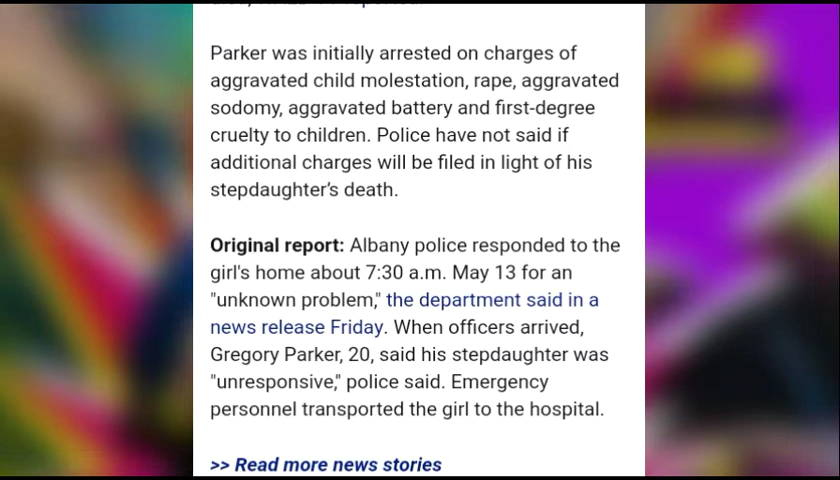 Parker was initially arrested on charges of
aggravated child molestation, rape, aggravated
sodomy, aggravated battery and first-degree
cruelty to children. Police have not said if
additional charges will be filed in light of his
stepdaughter's death.
Original report: Albany police responded to the
girl's home about 7:30 a.m. May 13 for an
"unknown problem," the department said in a
news release Friday. When officers arrived,
Gregory Parker, 20, said his stepdaughter was
"unresponsive," police said. Emergency
personnel transported the girl to the hospital.
>> Read more news stories